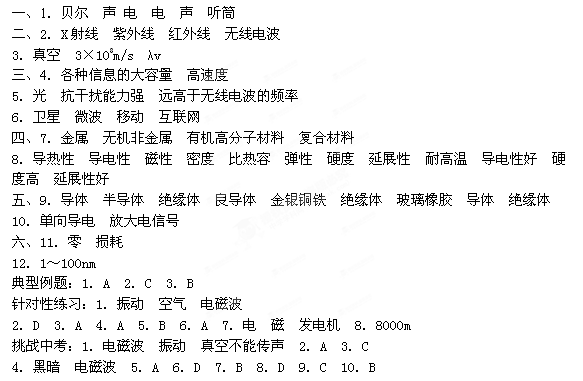 一、1. 贝尔 声 电 电 声 听筒
二、2. X射线 紫外线 红外线 无线电波
3. 真空 3×10⁸m/s λv
三、4. 各种信息的大容量 高速度
5. 光 抗干扰能力强 远高于无线电波的频率
6. 卫星 微波 移动 互联网
四、7. 金属 无机非金属 有机高分子材料 复合材料
8. 导热性 导电性 磁性 密度 比热容 弹性 硬度 延展性 耐高温 导电性好 硬
度高 延展性好
五、9. 导体 半导体 绝缘体 良导体 金银铜铁 绝缘体 玻璃橡胶 导体 绝缘体
10. 单向导电 放大电信号
六、11. 零 损耗
12. 1～100nm
典型例题：1. A 2. C 3. B
针对性练习：1. 振动 空气 电磁波
2. D 3. A 4. A 5. B 6. A 7. 电 磁 发电机 8. 8000m
挑战中考：1. 电磁波 振动 真空不能传声 2. A 3. C
4. 黑暗 电磁波 5. A 6. D 7. B 8. D 9. C 10. B